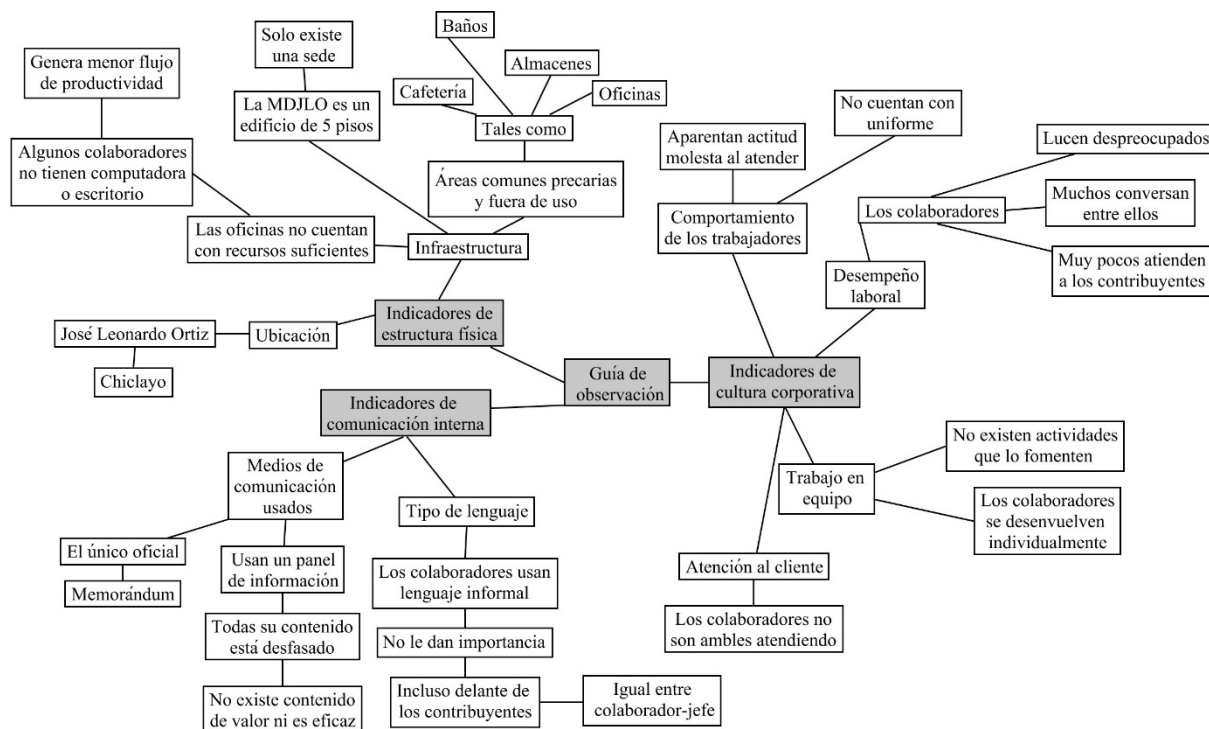 Baños
Solo existe
una sede
Genera menor flujo
de productividad
Almacenes
Cafetería
Oficinas
La MDJLO es un
edificio de 5 pisos
Tales como
No cuentan con
uniforme
Aparentan actitud
molesta al atender
Lucen despreocupados
Algunos colaboradores
no tienen computadora
o escritorio
Áreas comunes precarias
y fuera de uso
Muchos conversan
entre ellos
Los colaboradores
Comportamiento
de los trabajadores
Las oficinas no cuentan
con recursos suficientes
Infraestructura
Muy pocos atienden
a los contribuyentes
Desempeño
laboral
Indicadores de
estructura física
José Leonardo Ortiz
Ubicación
Chiclayo
Guía de
observación
Indicadores de
cultura corporativa
Indicadores de
comunicación interna
No existen actividades
que lo fomenten
Medios de
comunicación
usados
Trabajo en
equipo
Tipo de lenguaje
Los colaboradores
se desenvuelven
individualmente
El único oficial
Memorándum
Usan un panel
de información
Los colaboradores usan
lenguaje informal
Atención al cliente
Los colaboradores no
son ambles atendiendo
Todas su contenido
está desfasado
No le dan importancia
Incluso delante de
los contribuyentes
Igual entre
colaborador-jefe
No existe contenido
de valor ni es eficaz